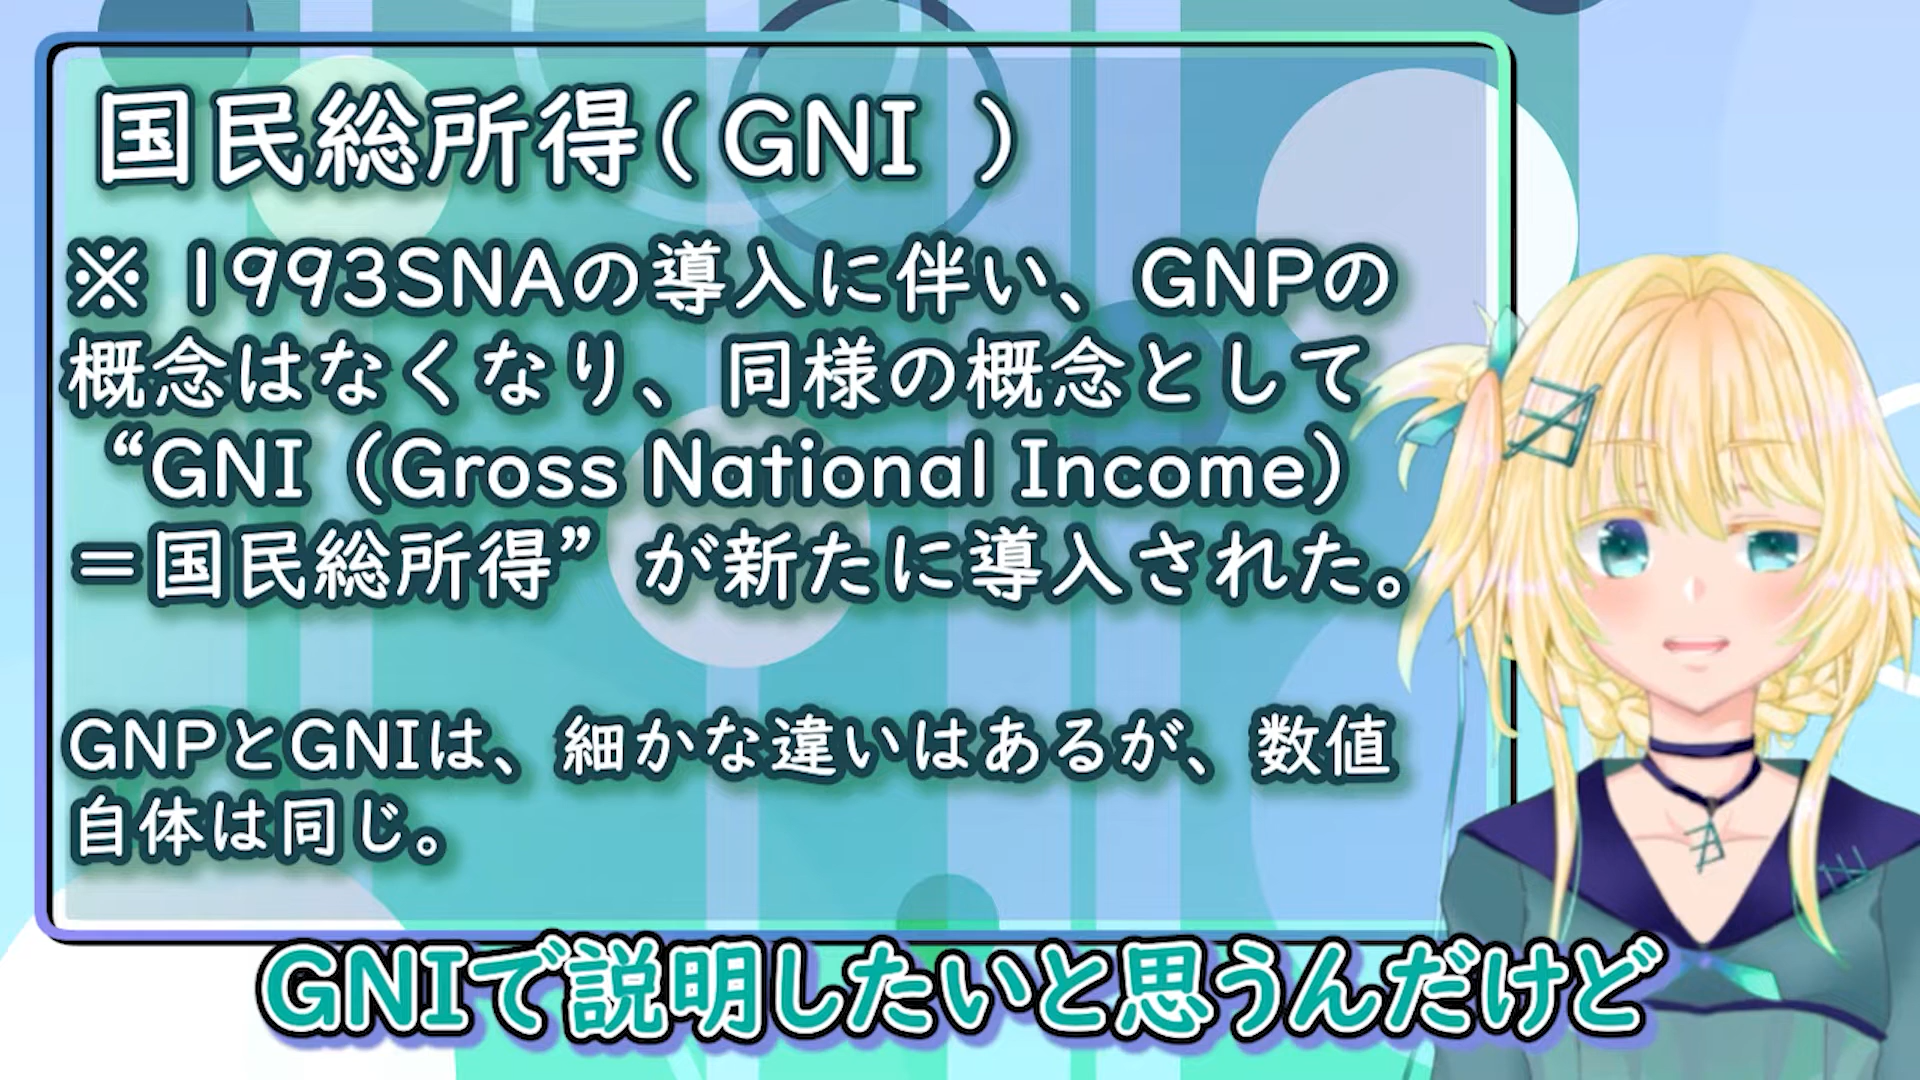 国民総所得（GNI ）
※ 1993SNAの導入に伴い、GNPの
概念はなくなり、同様の概念として
“GNI（Gross National Income）
＝国民総所得”が新たに導入された。
GNPとGNIは、細かな違いはあるが、数値
自体は同じ。
GNIで説明したいと思うんだけど